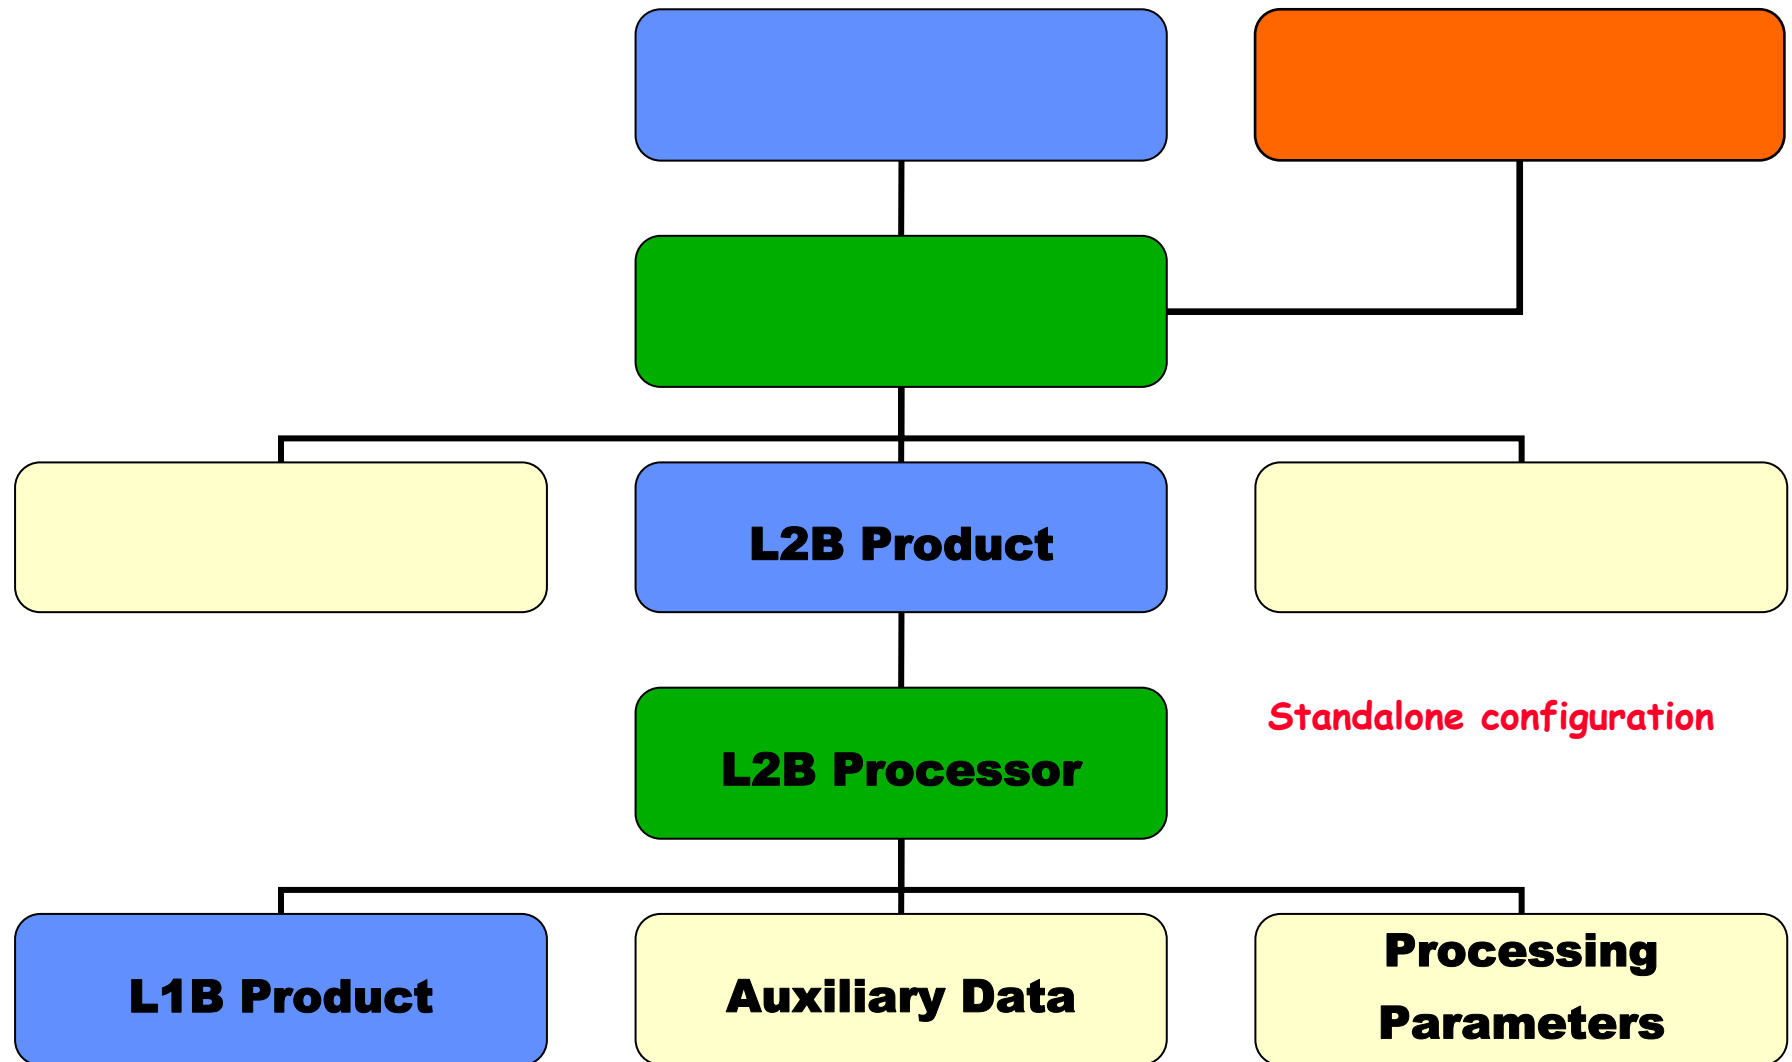 L2B Product
Standalone configuration
L2B Processor
L1B Product
Auxiliary Data
Processing
Parameters